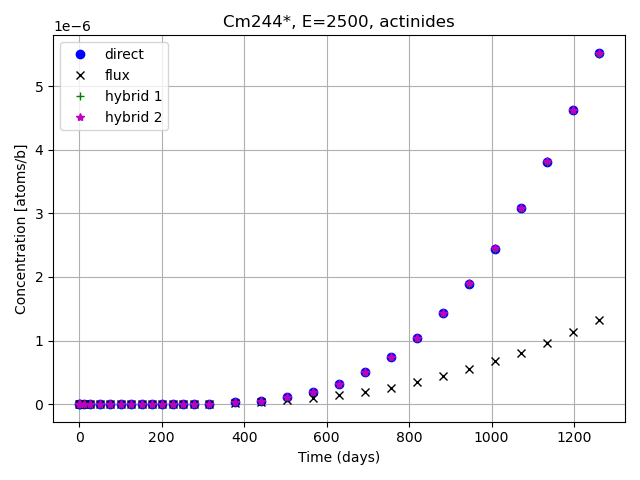 Cm244*, E=2500, actinides
1e−6
direct
flux
hybrid 1
hybrid 2
5
4
3
2
1
0
Concentration [atoms/b]
0
200
400
600
800
1000
1200
Time (days)